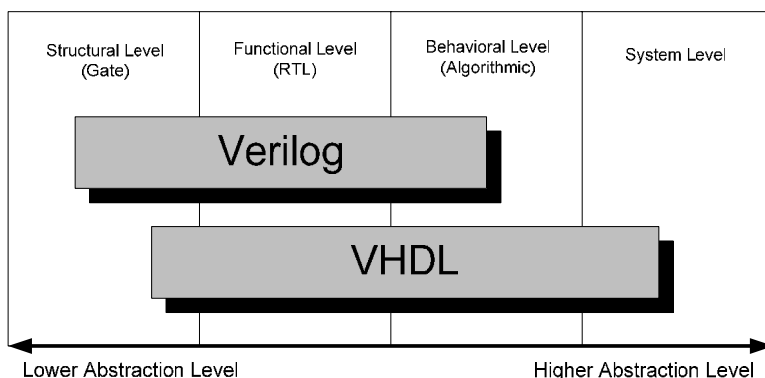 Structural Level
(Gate)
Functional Level
(RTL)
Behavioral Level
(Algorithmic)
System Level
Verilog
VHDL
Lower Abstraction Level
Higher Abstraction Level